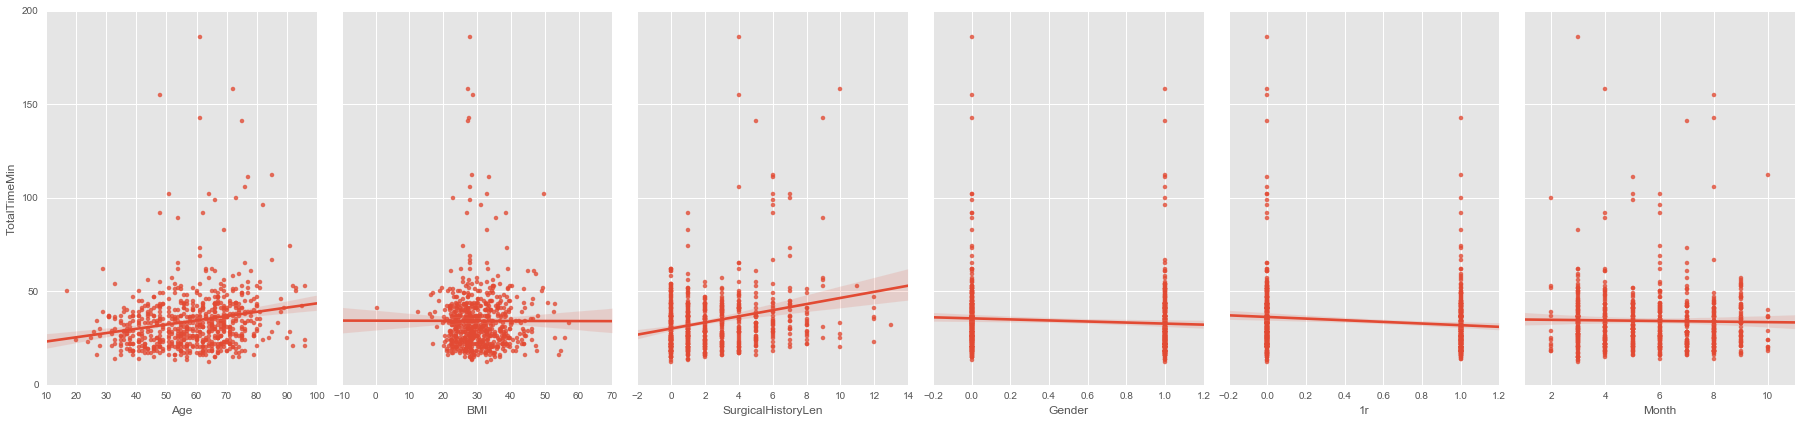 TotalTimeMin
200
150
100
50
0
10 20 30 40 50 60 70 80 90 100
Age
−10 0 10 20 30 40 50 60 70
BMI
−2 0 2 4 6 8 10 12 14
SurgicalHistoryLen
−0.2 0.0 0.2 0.4 0.6 0.8 1.0 1.2
Gender
−0.2 0.0 0.2 0.4 0.6 0.8 1.0 1.2
1r
2 4 6 8 10
Month